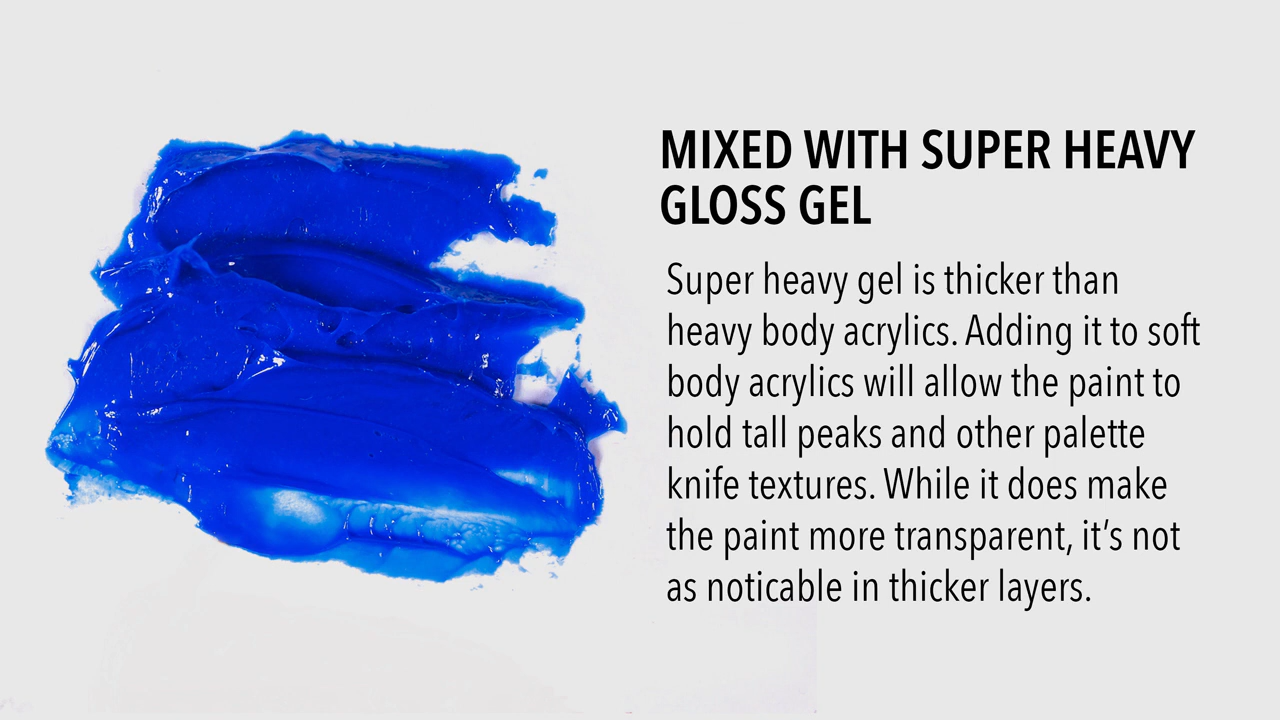 MIXED WITH SUPER HEAVY
GLOSS GEL
Super heavy gel is thicker than
heavy body acrylics. Adding it to soft
body acrylics will allow the paint to
hold tall peaks and other palette
knife textures. While it does make
the paint more transparent, it’s not
as noticable in thicker layers.